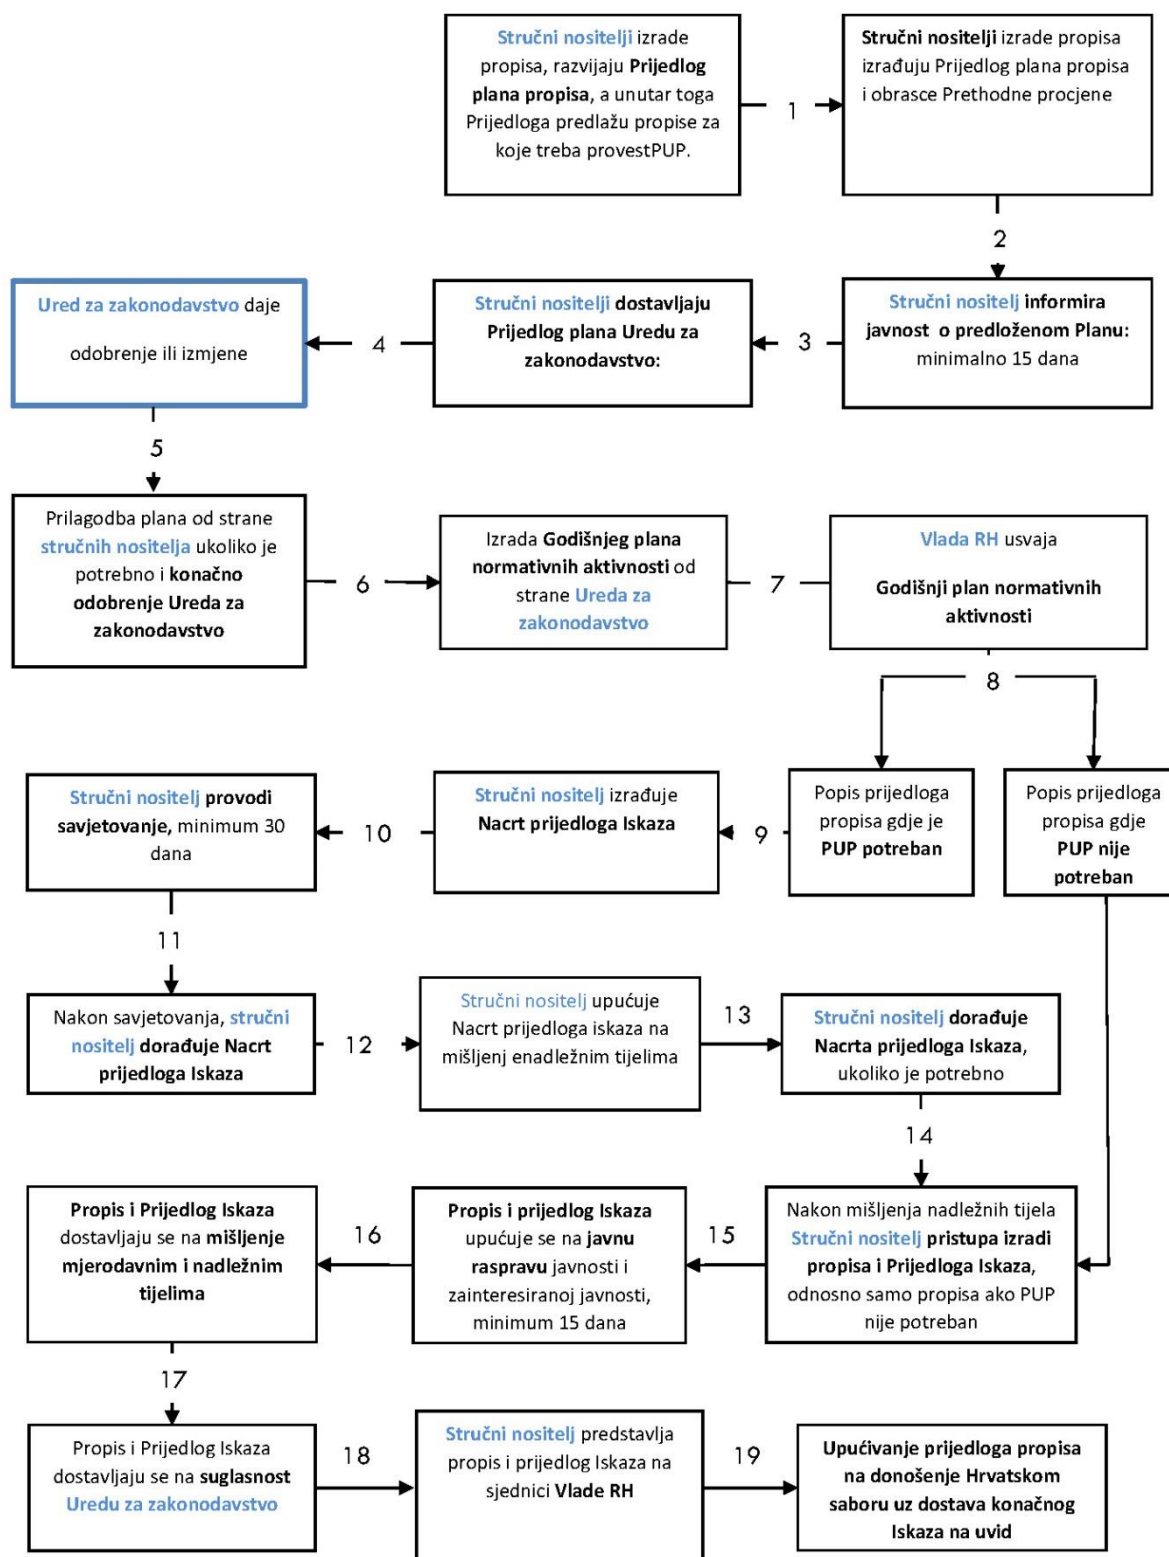 Stručni nositelji izrade
propisa, razvijaju Prijedlog
plana propisa, a unutar toga
Prijedloga predlažu propise za
koje treba provestPUP.
1
Stručni nositelji izrade propisa
izrađuju Prijedlog plana propisa
i obrasce Prethodne procjene
2
Stručni nositelj informira
javnost o predloženom Planu:
minimalno 15 dana
3
Stručni nositelji dostavljaju
Prijedlog plana Uredu za
zakonodavstvo:
4
Ured za zakonodavstvo daje
odobrenje ili izmjene
5
Prilagodba plana od strane
stručnih nositelja ukoliko je
potrebno i konačno
odobrenje Ureda za
zakonodavstvo
6
Izrada Godišnjeg plana
normativnih aktivnosti od
strane Ureda za
zakonodavstvo
7
Vlada RH usvaja
Godišnji plan normativnih
aktivnosti
8
Popis prijedloga
propisa gdje je
PUP potreban
Popis prijedloga
propisa gdje
PUP nije
potreban
9
Stručni nositelj izrađuje
Nacrt prijedloga Iskaza
10
Stručni nositelj provodi
savjetovanje, minimum 30
dana
11
Nakon savjetovanja, stručni
nositelj dorađuje Nacrt
prijedloga Iskaza
12
Stručni nositelj upućuje
Nacrt prijedloga iskaza na
mišljenj enadležnim tijelima
13
Stručni nositelj dorađuje
Nacrta prijedloga Iskaza,
ukoliko je potrebno
14
Nakon mišljenja nadležnih tijela
Stručni nositelj pristupa izradi
propisa i Prijedloga Iskaza,
odnosno samo propisa ako PUP
nije potreban
15
Propis i prijedlog Iskaza
upućuje se na javnu
raspravu javnosti i
zainteresiranoj javnosti,
minimum 15 dana
16
Propis i Prijedlog Iskaza
dostavljaju se na mišljenje
mjerodavnim i nadležnim
tijelima
17
Propis i Prijedlog Iskaza
dostavljaju se na suglasnost
Uredu za zakonodavstvo
18
Stručni nositelj predstavlja
propis i prijedlog Iskaza na
sjednici Vlade RH
19
Upućivanje prijedloga propisa
na donošenje Hrvatskom
saboru uz dostava konačnog
Iskaza na uvid